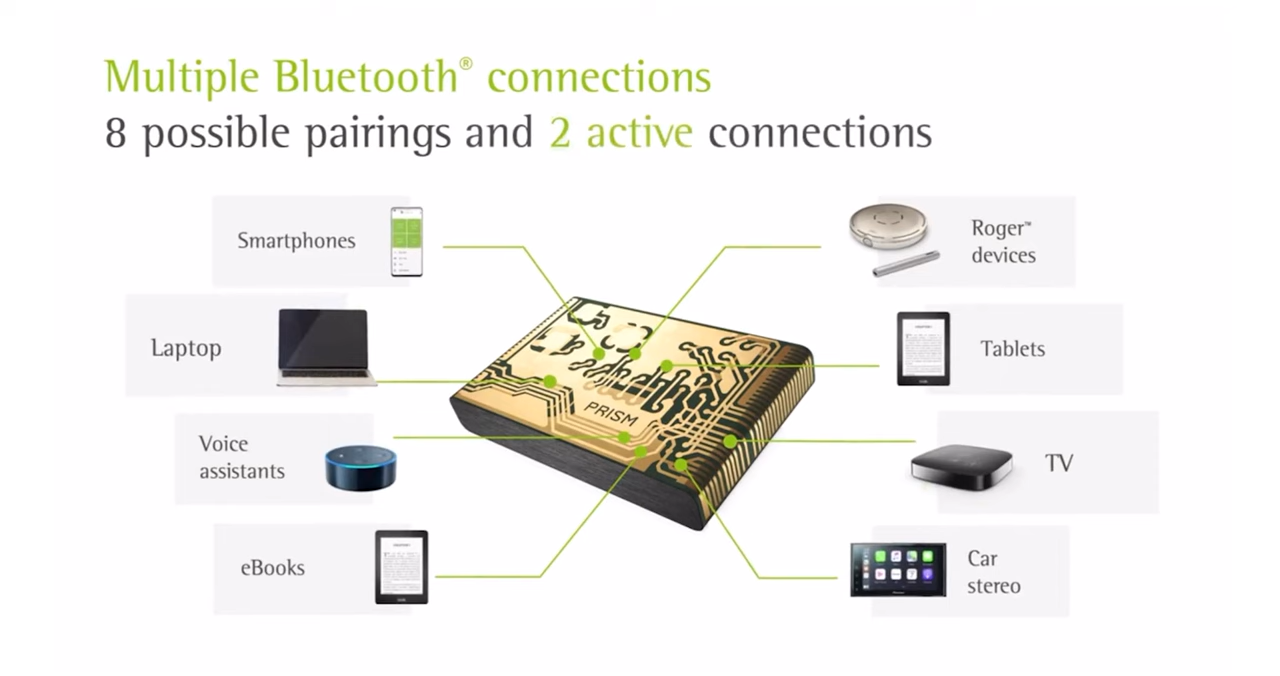 Multiple Bluetooth® connections
8 possible pairings and 2 active connections
Smartphones
Roger™
devices
Laptop
Tablets
PRISM
Voice
assistants
TV
eBooks
Car
stereo